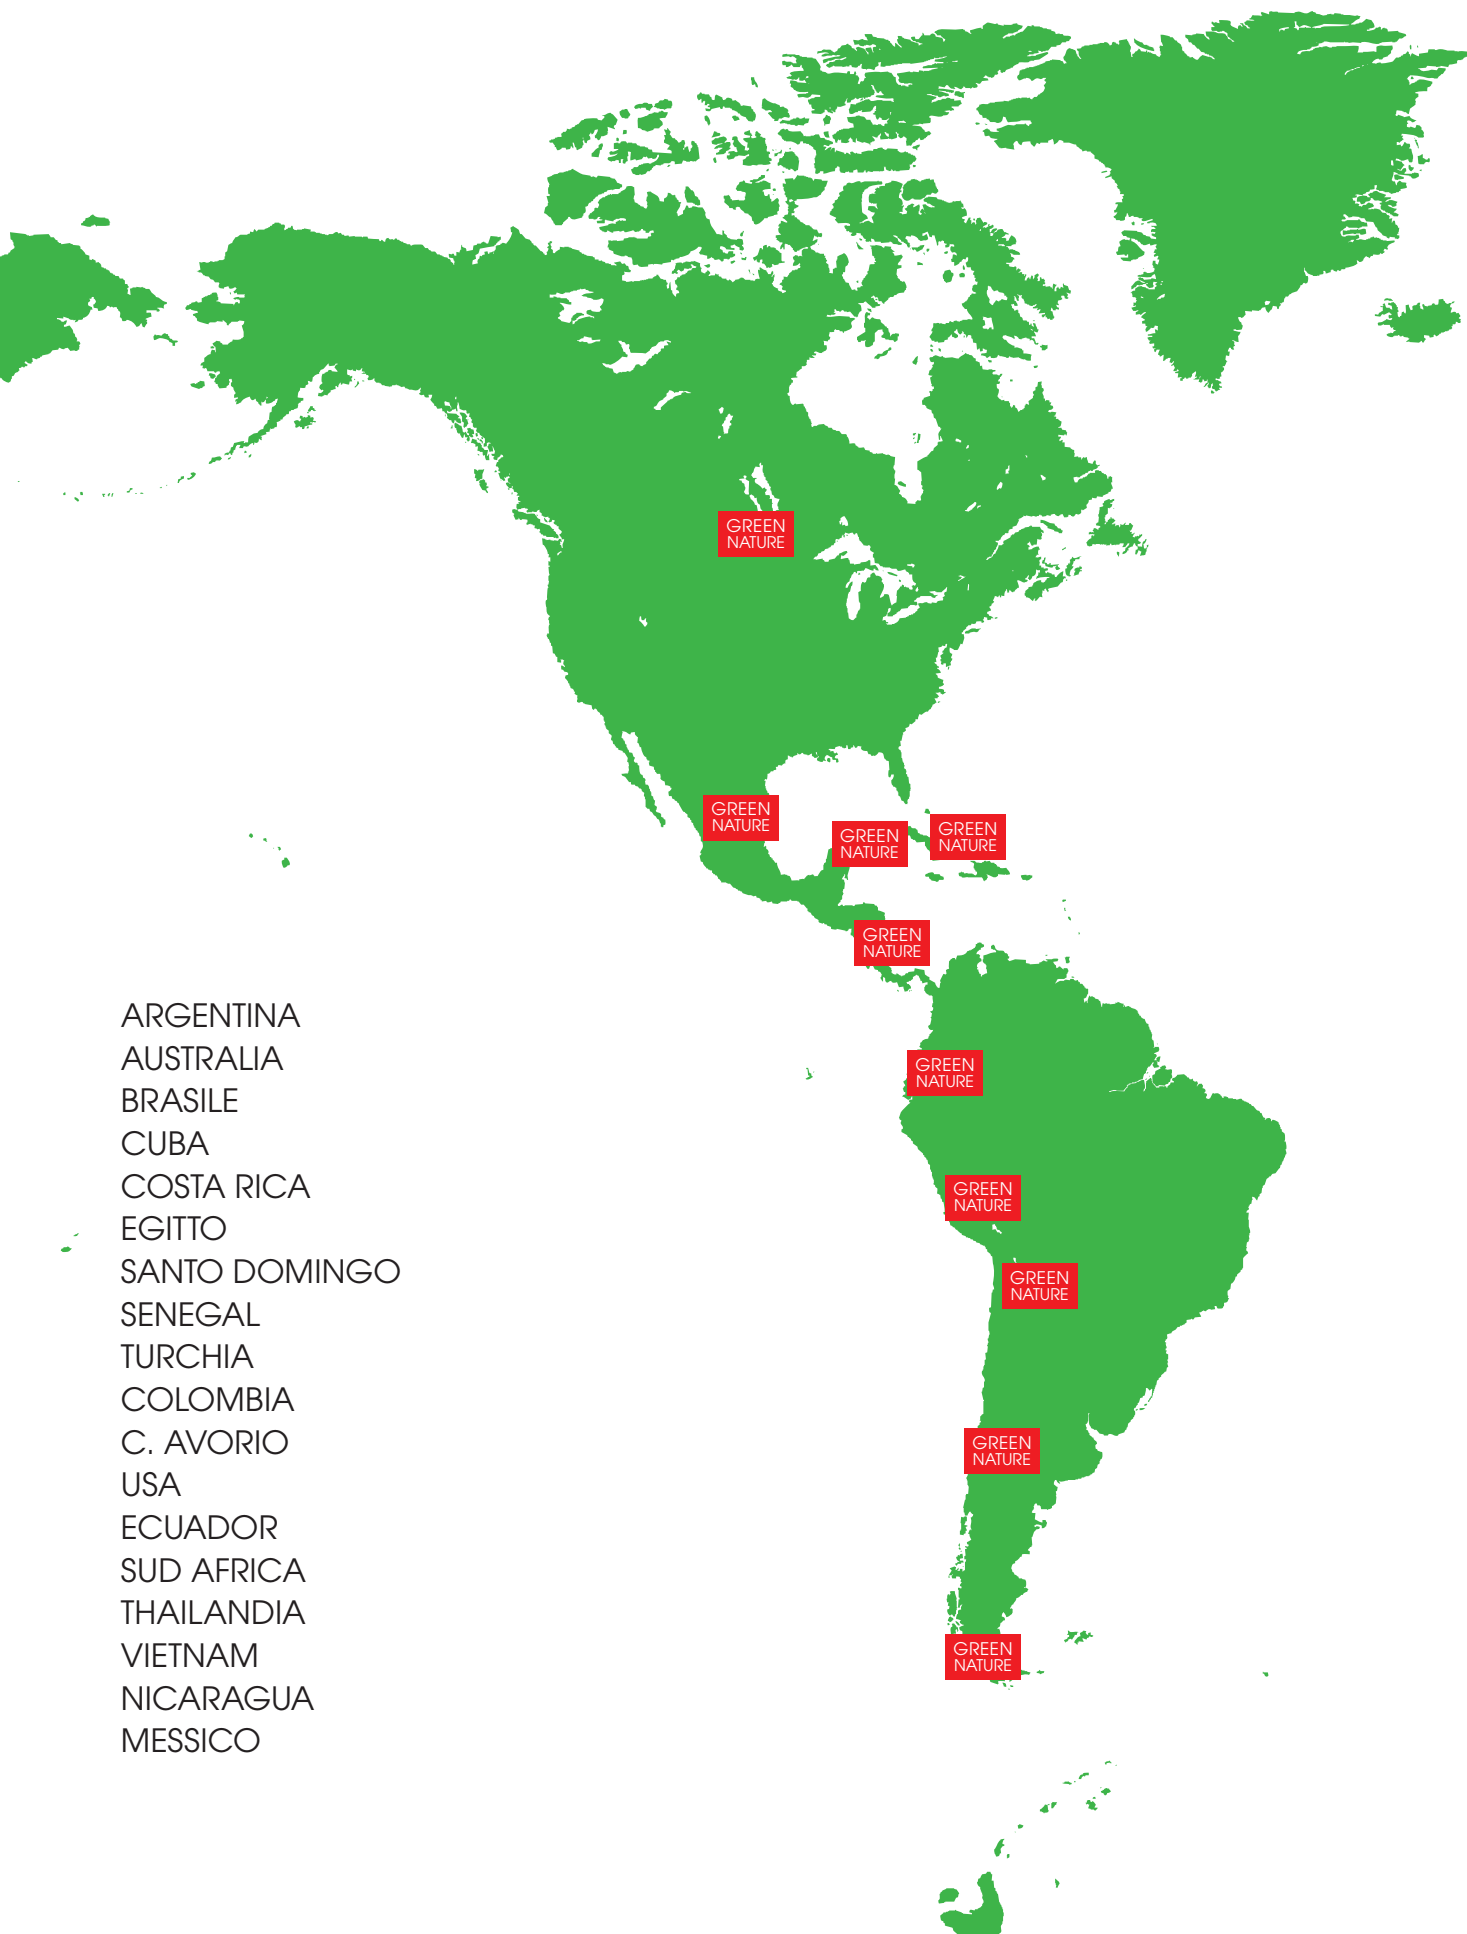 GREEN
NATURE
GREEN
NATURE
GREEN
NATURE
GREEN
NATURE
GREEN
NATURE
GREEN
NATURE
GREEN
NATURE
GREEN
NATURE
GREEN
NATURE
GREEN
NATURE
ARGENTINA
AUSTRALIA
BRASILE
CUBA
COSTA RICA
EGITTO
SANTO DOMINGO
SENEGAL
TURCHIA
COLOMBIA
C. AVORIO
USA
ECUADOR
SUD AFRICA
THAILANDIA
VIETNAM
NICARAGUA
MESSICO